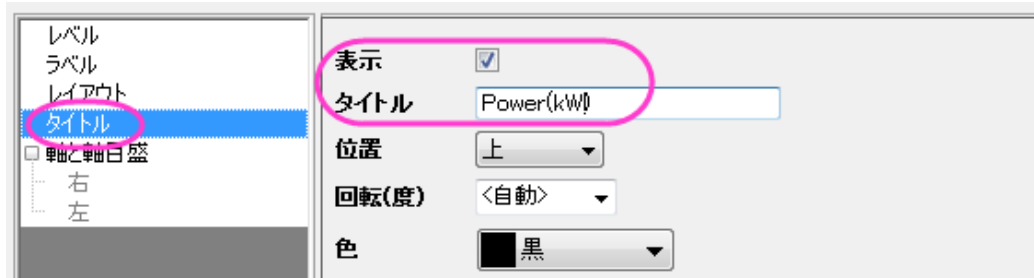 レベル
ラベル
レイアウト
タイトル
軸と軸目盛
右
左
表示
タイトル Power(kW)
位置 上
回転(度) <自動>
色 黒